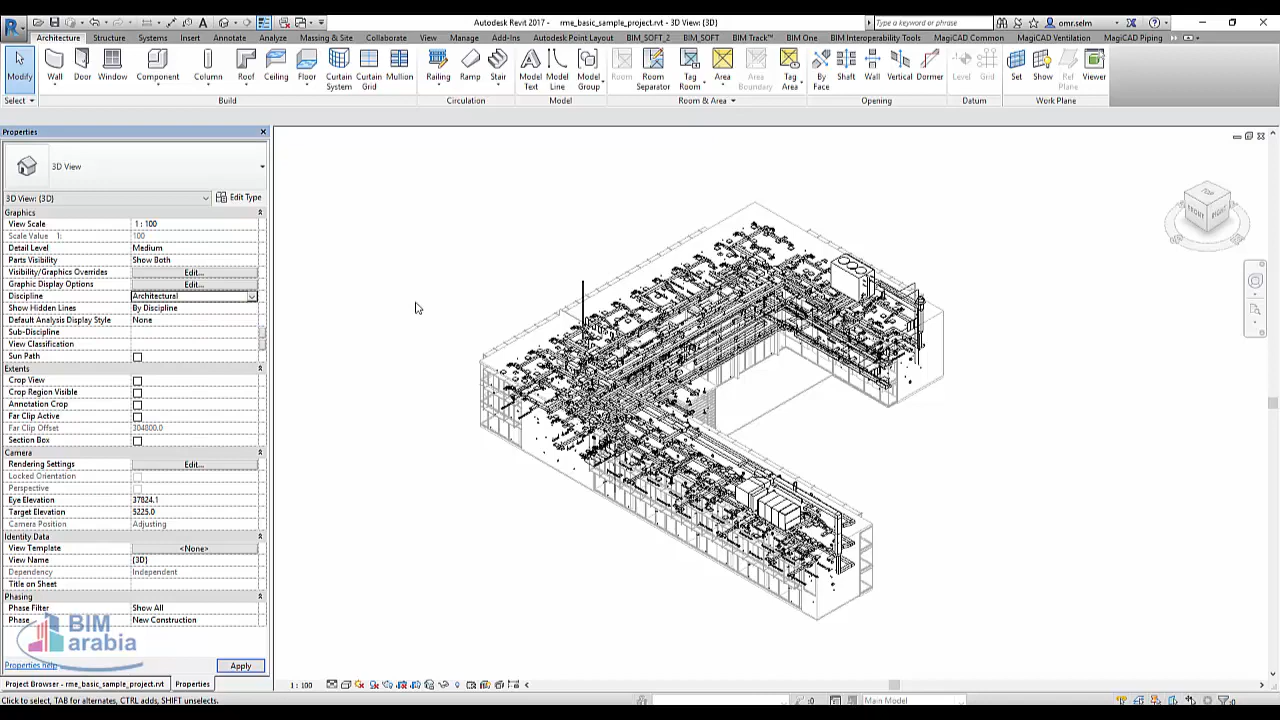 Autodesk Revit 2017 - rme_basic_sample_project.rvt - 3D View: {3D}
Type a keyword or phrase
omr.selm
Architecture Structure Systems Insert Annotate Analyze Massing & Site Collaborate View Manage Add-Ins Autodesk Point Layout BIM_SOFT_2 BIM_SOFT BIM Track™ BIM One BIM Interoperability Tools MagiCAD Common MagiCAD Ventilation MagiCAD Piping
Modify Wall Door Window Component Column Roof Ceiling Floor Curtain System Curtain Grid Mullion Railing Ramp Stair Model Text Model Line Model Group Room Room Separator Tag Room Area Area Boundary Tag Area By Face Shaft Wall Vertical Dormer Level Grid Set Show Ref Plane Viewer
Select Build Circulation Model Room & Area Opening Datum Work Plane
Properties
3D View
3D View: {3D} Edit Type
Graphics
View Scale 1 : 100
Scale Value 1: 100
Detail Level Medium
Parts Visibility Show Both
Visibility/Graphics Overrides Edit...
Graphic Display Options Edit...
Discipline Architectural
Show Hidden Lines By Discipline
Default Analysis Display Style None
Sub-Discipline
View Classification
Sun Path
Extents
Crop View
Crop Region Visible
Annotation Crop
Far Clip Active
Far Clip Offset 304800.0
Section Box
Camera
Rendering Settings Edit...
Locked Orientation
Perspective
Eye Elevation 37824.1
Target Elevation 5225.0
Camera Position Adjusting
Identity Data
View Template <None>
View Name {3D}
Dependency Independent
Title on Sheet
Phasing
Phase Filter Show All
Phase New Construction
BIM
arabia
Properties help Apply
Project Browser - rme_basic_sample_project.rvt Properties
1 : 100
Click to select, TAB for alternates, CTRL adds, SHIFT unselects.
:0 Main Model
:0
TOP
FRONT RIGHT